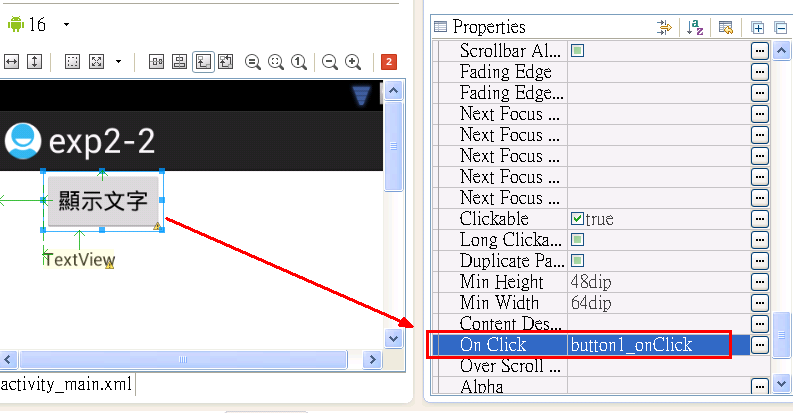 16
2
exp2-2
顯示文字
TextView
activity_main.xml
Properties
Scrollbar Al...
Fading Edge
Fading Edge...
Next Focus ...
Next Focus ...
Next Focus ...
Next Focus ...
Next Focus ...
Clickable true
Long Clicka...
Duplicate Pa...
Min Height 48dip
Min Width 64dip
Content Des...
On Click button1_onClick
Over Scroll ...
Alpha